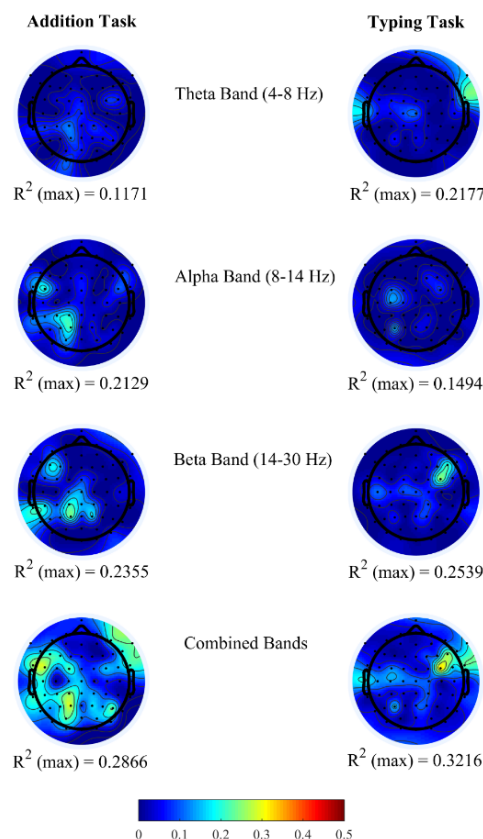 Addition Task
Typing Task
Theta Band (4-8 Hz)
R² (max) = 0.1171
R² (max) = 0.2177
Alpha Band (8-14 Hz)
R² (max) = 0.2129
R² (max) = 0.1494
Beta Band (14-30 Hz)
R² (max) = 0.2355
R² (max) = 0.2539
Combined Bands
R² (max) = 0.2866
R² (max) = 0.3216
0 0.1 0.2 0.3 0.4 0.5